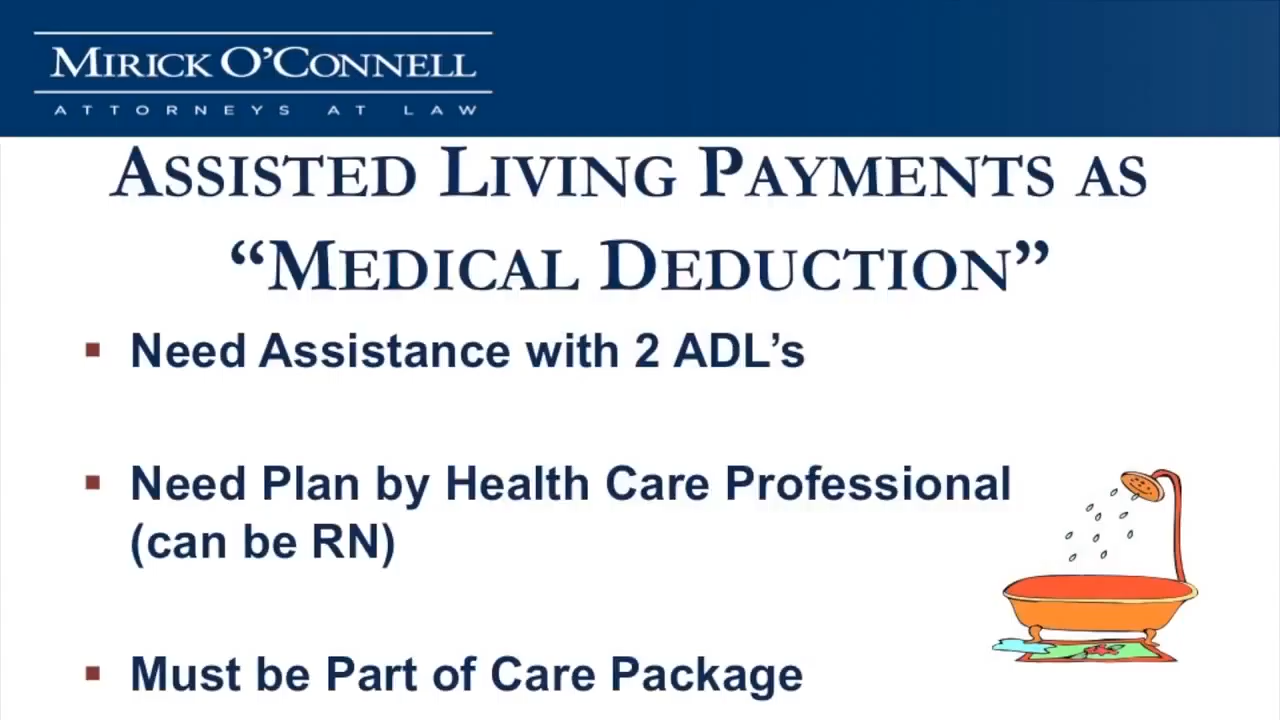 MIRICK O'CONNELL
ATTORNEYS AT LAW
ASSISTED LIVING PAYMENTS AS
“MEDICAL DEDUCTION”
▪ Need Assistance with 2 ADL’s
▪ Need Plan by Health Care Professional
(can be RN)
▪ Must be Part of Care Package